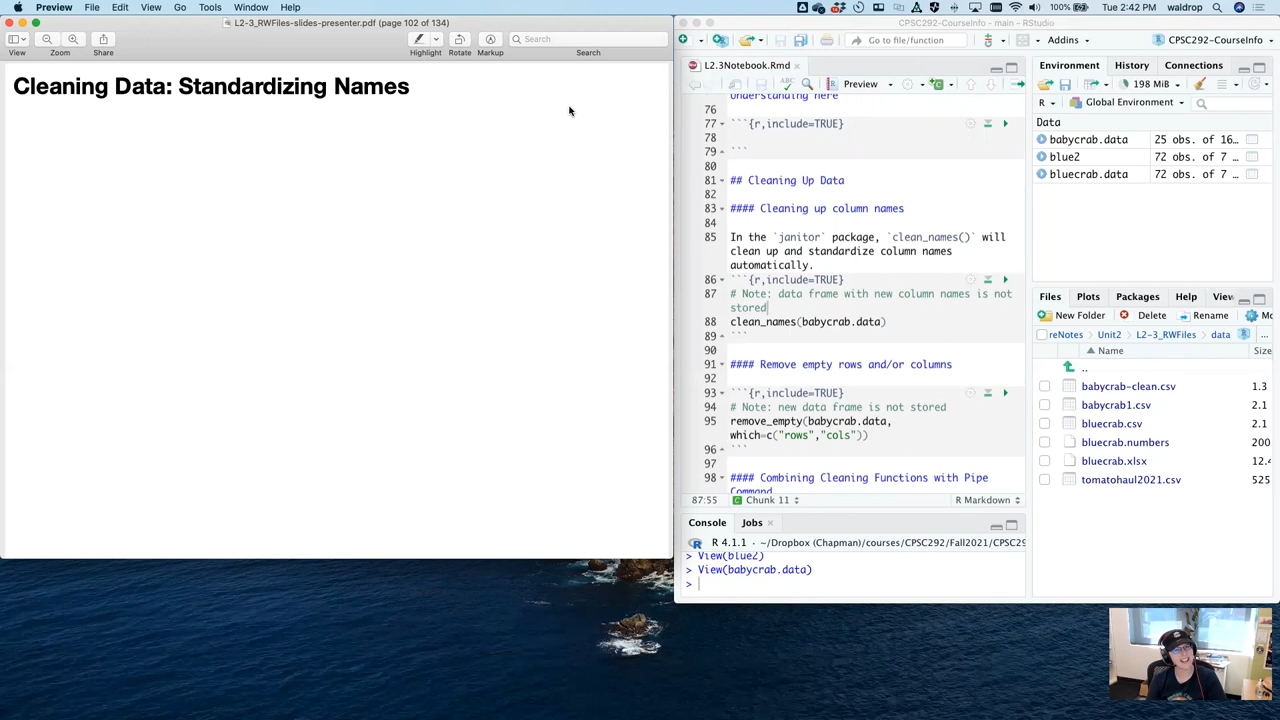 Preview File Edit View Go Tools Window Help
100% Tue 2:42 PM waldrop
L2-3_RWFiles-slides-presenter.pdf (page 102 of 134)
View Zoom Share Highlight Rotate Markup Search
Search
Cleaning Data: Standardizing Names
CPSC292-CourseInfo - main - RStudio
Go to file/function Addins CPSC292-CourseInfo
L2.3Notebook.Rmd
Preview
understanding here
76
77 ```{r,include=TRUE}
78
79 ```
80
81 ## Cleaning Up Data
82
83 #### Cleaning up column names
84
85 In the `janitor` package, `clean_names()` will
clean up and standardize column names
automatically.
86 ```{r,include=TRUE}
87 # Note: data frame with new column names is not
stored
88 clean_names(babycrab.data)
89 ```
90
91 #### Remove empty rows and/or columns
92
93 ```{r,include=TRUE}
94 # Note: new data frame is not stored
95 remove_empty(babycrab.data,
which=c("rows","cols"))
96 ```
97
98 #### Combining Cleaning Functions with Pipe
Command
87:55 Chunk 11 R Markdown
Console Jobs
R 4.1.1 · ~/Dropbox (Chapman)/courses/CPSC292/Fall2021/CPSC29
> View(blue2)
> View(babycrab.data)
>
Environment History Connections
198 MiB
R Global Environment
Data
babycrab.data 25 obs. of 16…
blue2 72 obs. of 7 …
bluecrab.data 72 obs. of 7 …
Files Plots Packages Help View
New Folder Delete Rename Mo
reNotes Unit2 L2-3_RWFiles data ...
Name Size
..
babycrab-clean.csv 1.3
babycrab1.csv 2.1
bluecrab.csv 2.1
bluecrab.numbers 200
bluecrab.xlsx 12.4
tomatohaul2021.csv 525